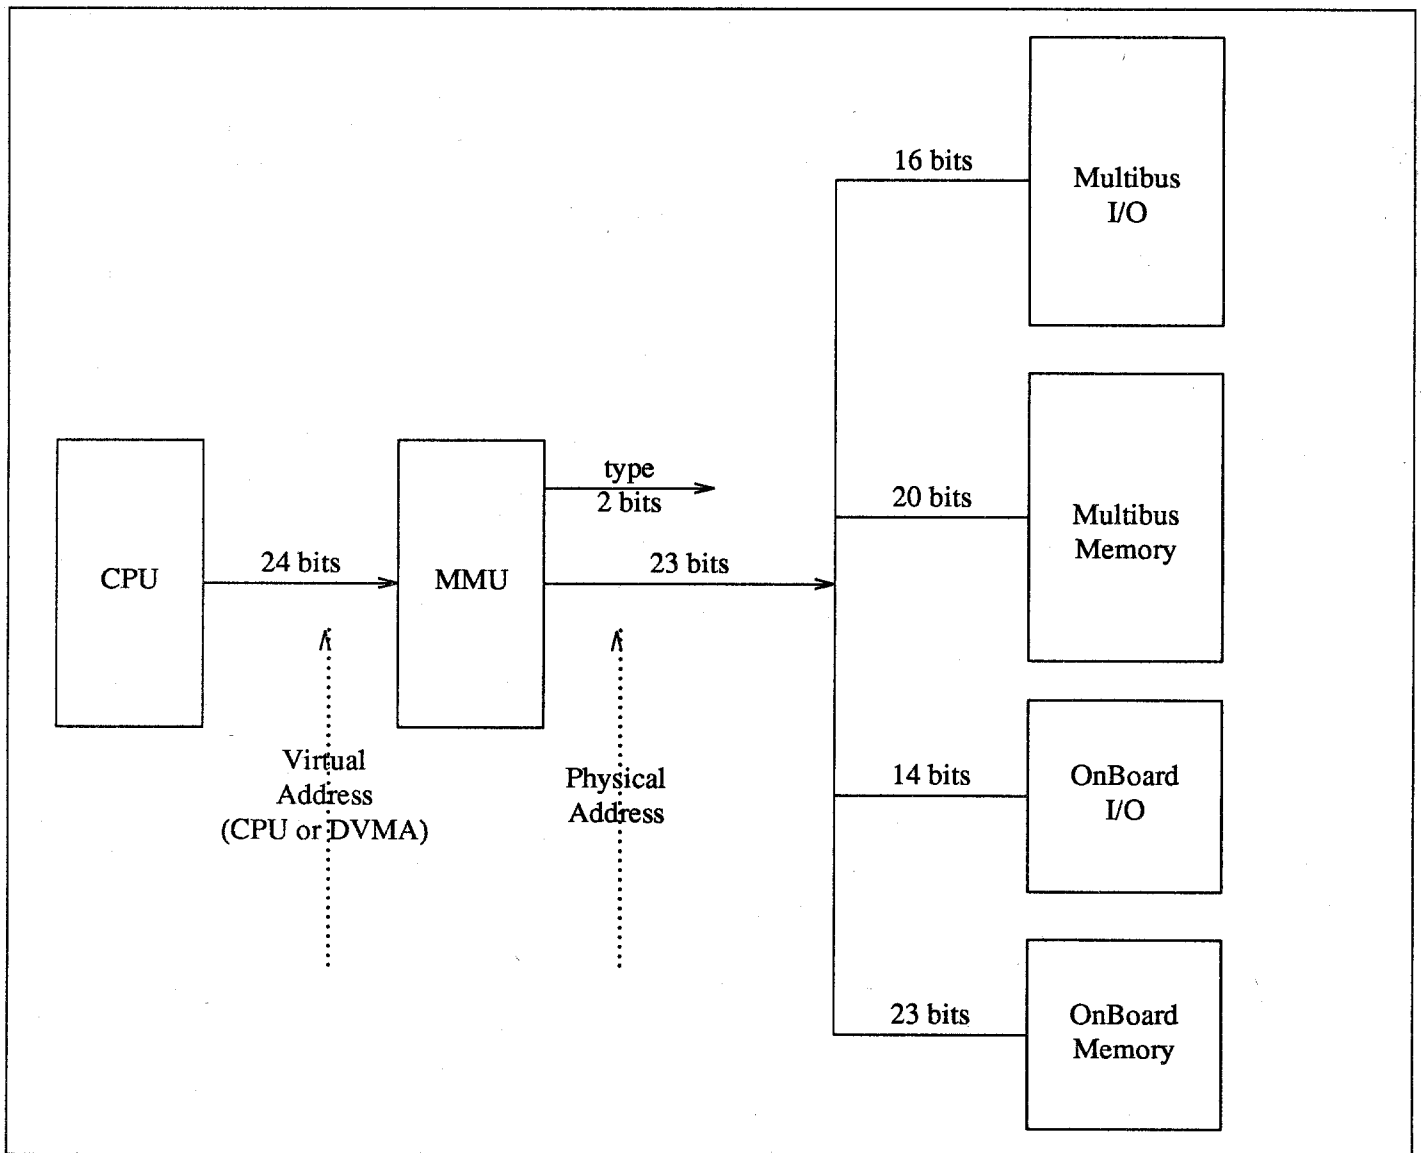 16 bits
Multibus
I/O
type
2 bits
20 bits
Multibus
Memory
CPU
24 bits
MMU
23 bits
Virtual
Address
(CPU or DVMA)
Physical
Address
14 bits
OnBoard
I/O
23 bits
OnBoard
Memory